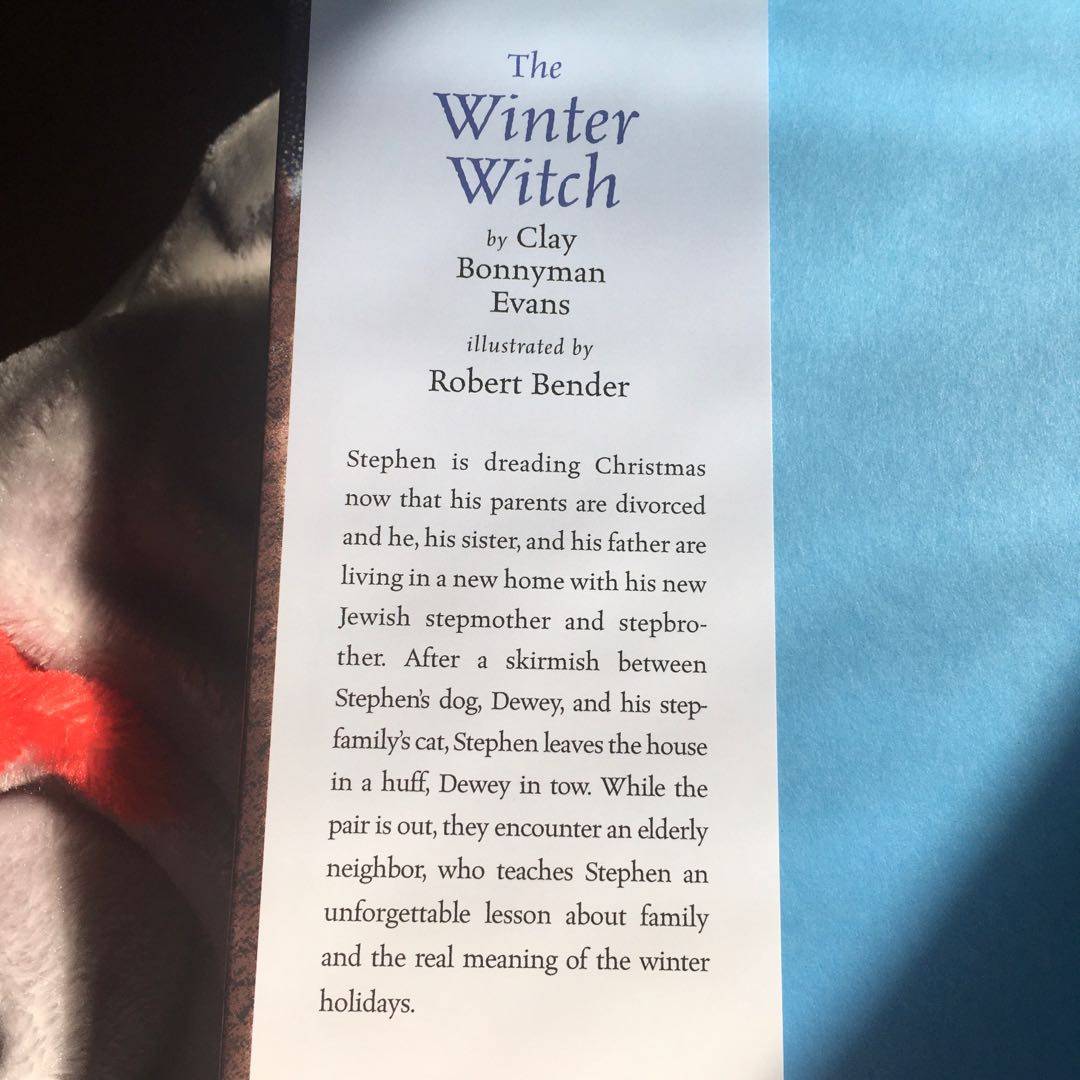 The
Winter
Witch
by Clay
Bonnyman
Evans
illustrated by
Robert Bender
Stephen is dreading Christmas
now that his parents are divorced
and he, his sister, and his father are
living in a new home with his new
Jewish stepmother and stepbro-
ther. After a skirmish between
Stephen's dog, Dewey, and his step-
family's cat, Stephen leaves the house
in a huff, Dewey in tow. While the
pair is out, they encounter an elderly
neighbor, who teaches Stephen an
unforgettable lesson about family
and the real meaning of the winter
holidays.